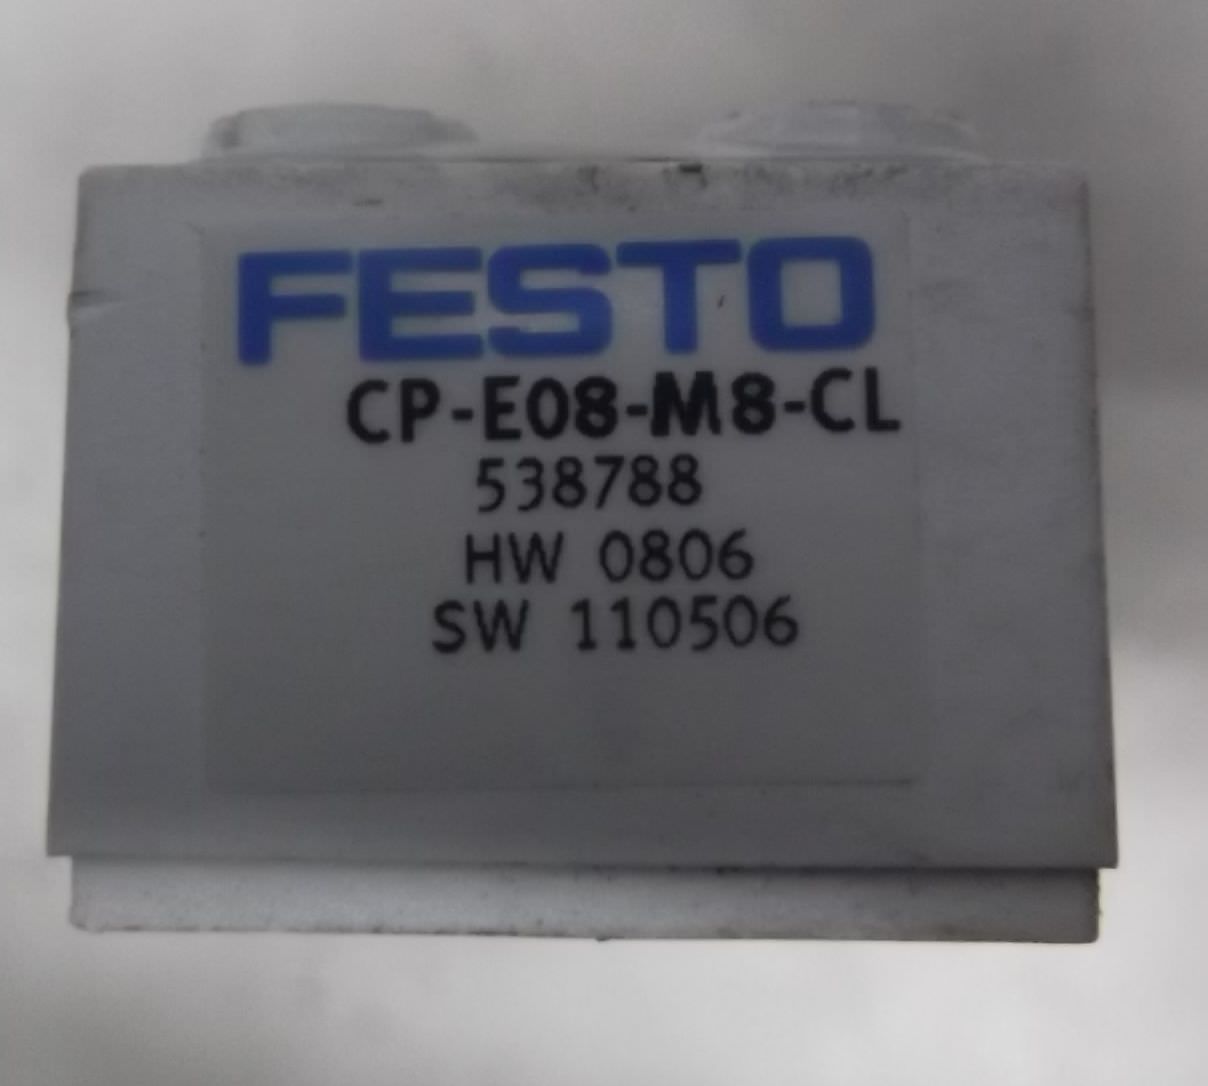 FESTO
CP-E08-M8-CL
538788
HW 0806
SW 110506